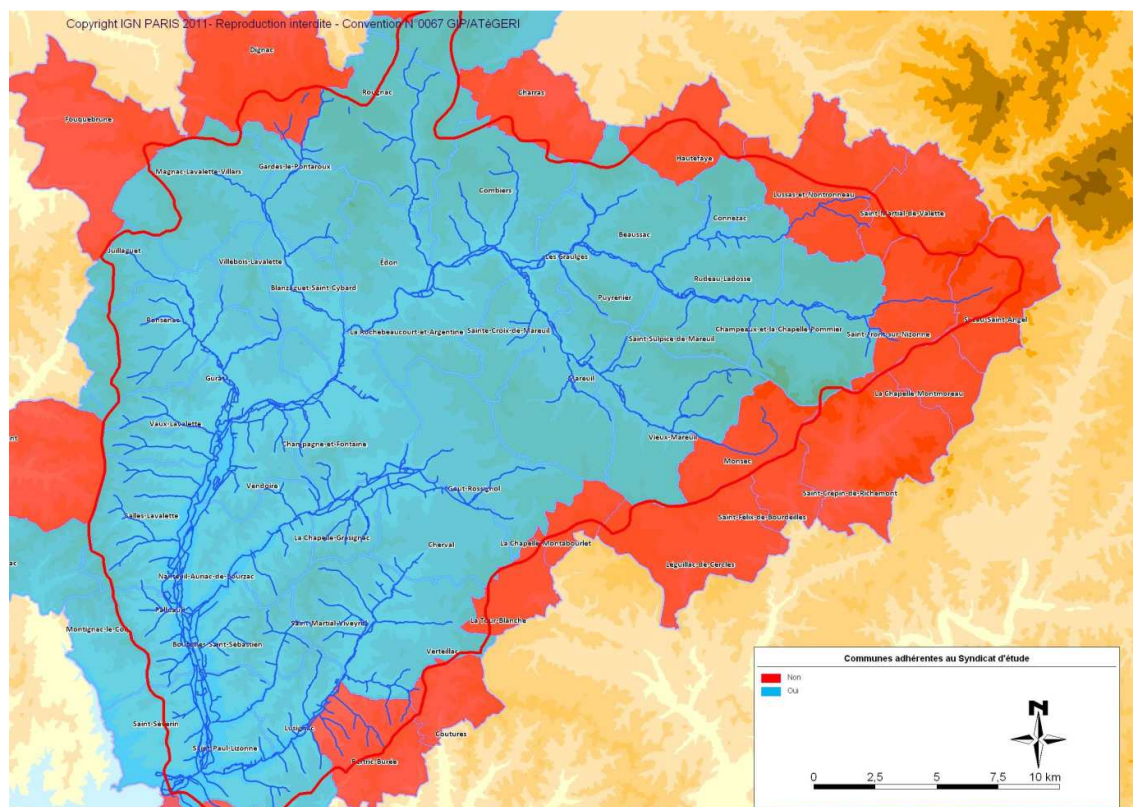 Copyright IGN PARIS 2011- Reproduction interdite - Convention N°0067 GIP/ATéGERI
Dignac
Rougnac
Charras
Fouquebrune
Hautefaye
Gardes-le-Pontaroux
Magnac-Lavalette-Villars
Combiers
Lussas-et-Nontronneau
Saint-Martial-de-Valette
Connezac
Beaussac
Juillaguet
Les Graulges
Villebois-Lavalette
Edon
Rudeau-Ladosse
Blanzaguet-Saint-Cybard
Puyrenier
La Rochebeaucourt-et-Argentine
Sainte-Croix-de-Mareuil
Champeaux-et-la-Chapelle-Pommier
Saint-Front-sur-Nizonne
Saint-Sulpice-de-Mareuil
Gurat
Mareuil
La Chapelle-Montmoreau
Vaux-Lavalette
Vieux-Mareuil
Champagne-et-Fontaine
Monsec
Vendoire
Gout-Rossignol
Saint-Crépin-de-Richemont
Salles-Lavalette
Saint-Félix-de-Bourdeilles
La Chapelle-Grésignac
Cherval
La Chapelle-Montabourlet
Léguillac-de-Cercles
Nanteuil-Auriac-de-Bourzac
Palluaud
La Tour-Blanche
Saint-Martial-Viveyrol
Montignac-le-Coq
Bouteilles-Saint-Sébastien
Verteillac
Communes adhérentes au Syndicat d'étude
Non
Oui
Saint-Séverin
Lusignac
Coutures
Saint-Paul-Lizonne
Bertric-Burée
N
0 2,5 5 7,5 10 km